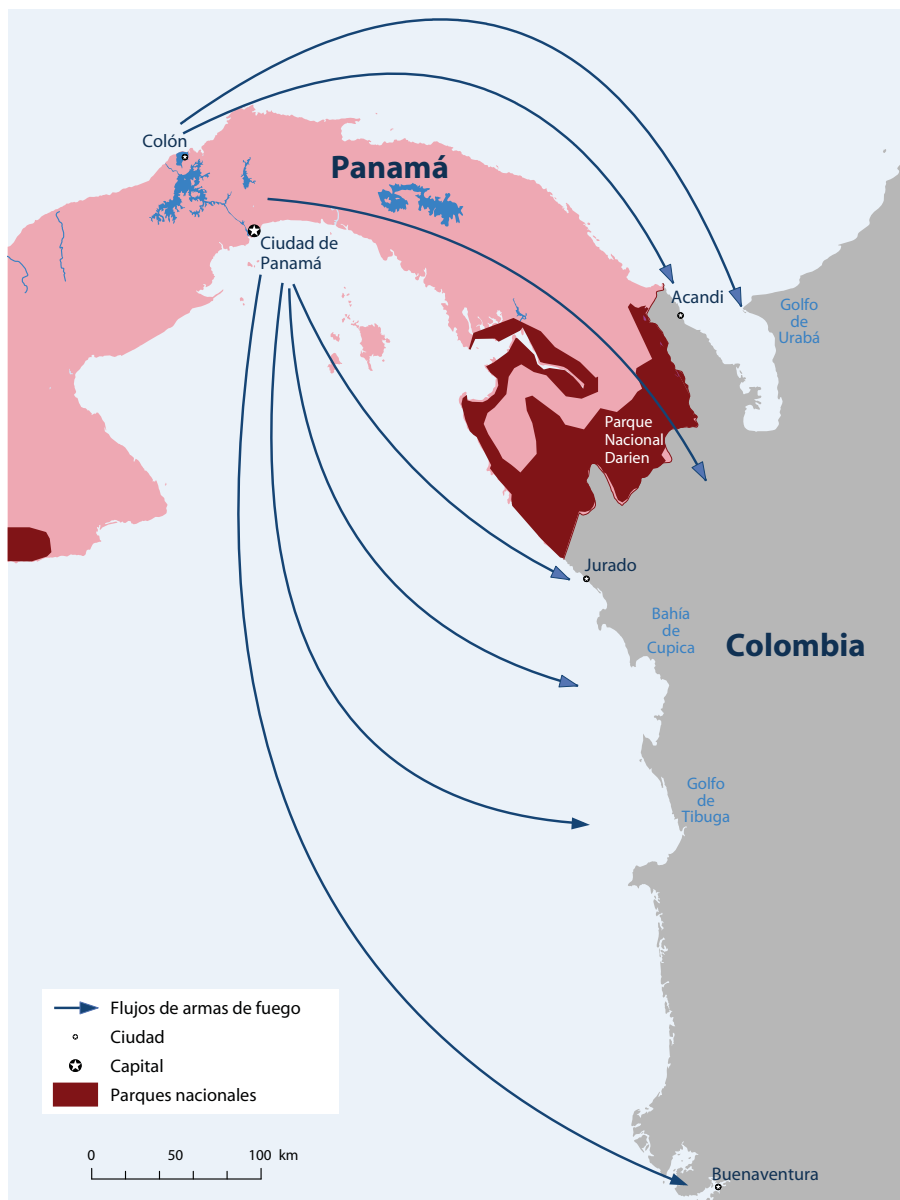 Colón
Panamá
Ciudad de
Panamá
Acandi
Golfo
de
Urabá
Parque
Nacional
Darien
Jurado
Bahía
de
Cupica
Colombia
Golfo
de
Tibuga
Flujos de armas de fuego
Ciudad
Capital
Parques nacionales
0 50 100 km
Buenaventura